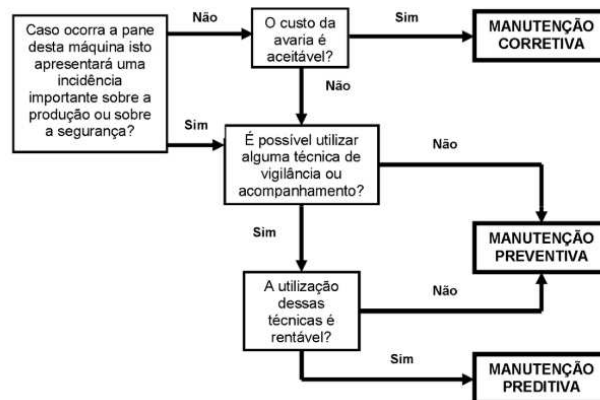 Caso ocorra a pane
desta máquina isto
apresentará uma
incidência
importante sobre a
produção ou sobre
a segurança?
Não
O custo da
avaria é
aceitável?
Sim
MANUTENÇÃO
CORRETIVA
Não
Sim
É possível utilizar
alguma técnica de
vigilância ou
acompanhamento?
Não
Sim
MANUTENÇÃO
PREVENTIVA
A utilização
dessas
técnicas é
rentável?
Não
Sim
MANUTENÇÃO
PREDITIVA